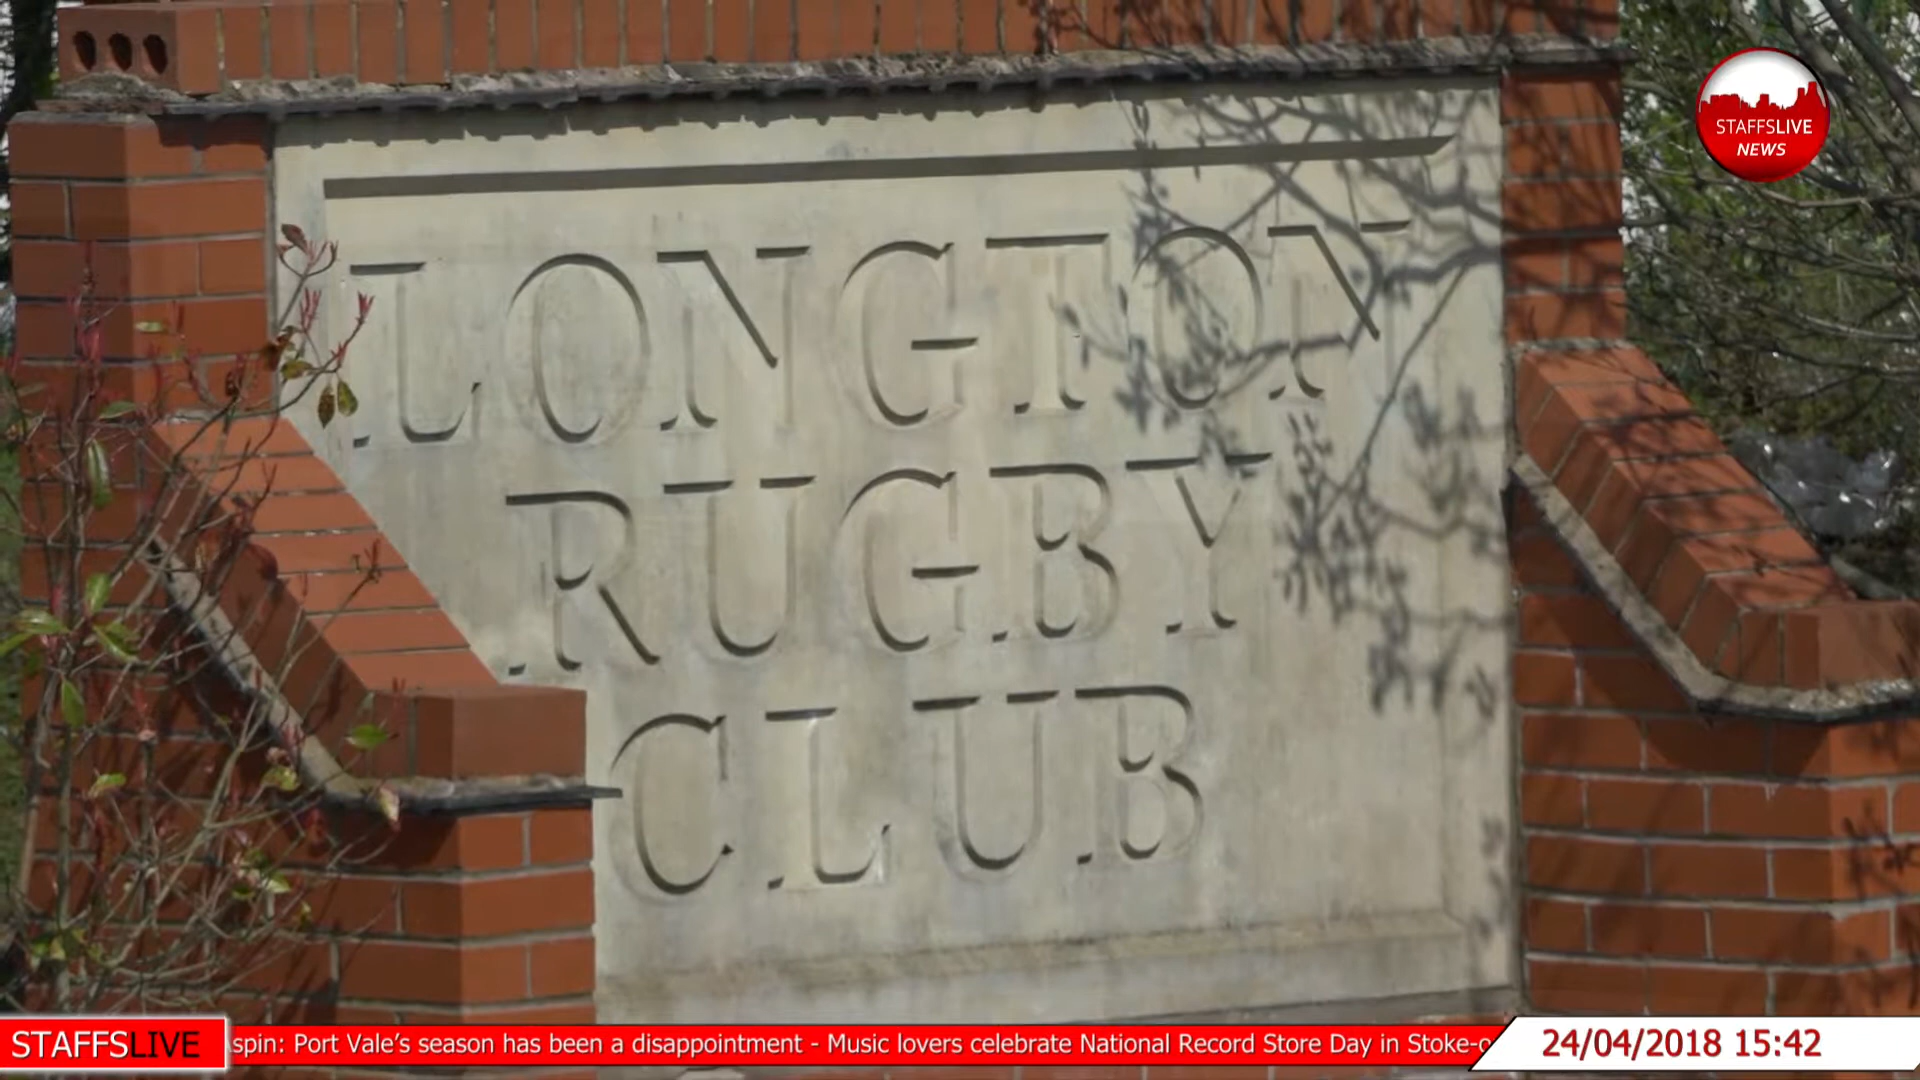 STAFFSLIVE
NEWS
LONGTON
RUGBY
CLUB
STAFFSLIVE
spin: Port Vale's season has been a disappointment - Music lovers celebrate National Record Store Day in Stoke-o
24/04/2018 15:42